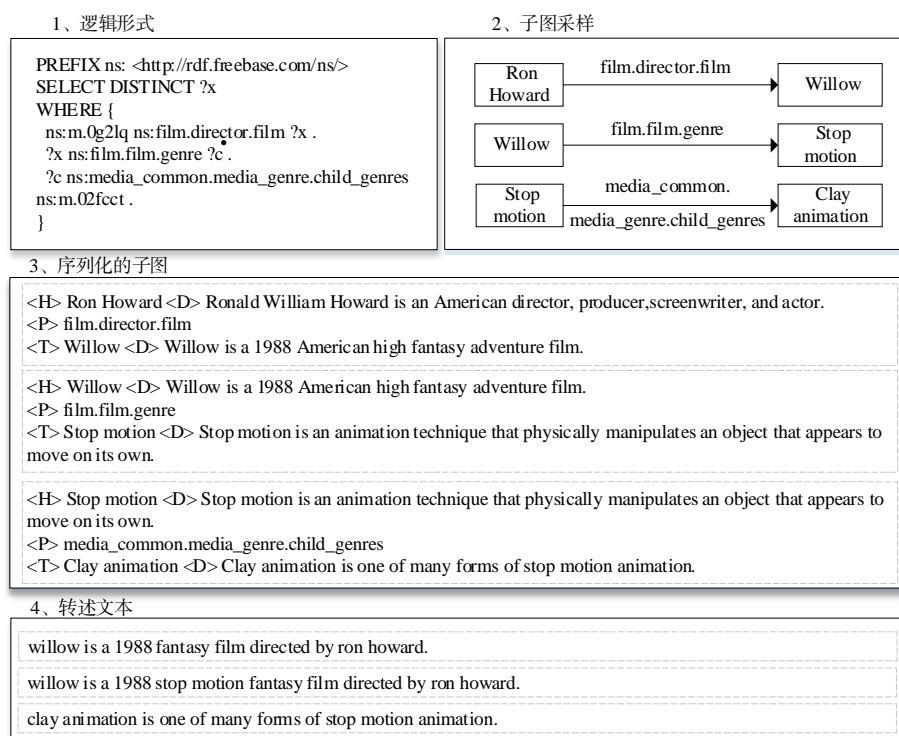 1、逻辑形式
PREFIX ns: <http://rdf.freebase.com/ns/>
SELECT DISTINCT ?x
WHERE {
ns:m.0g2lq ns:film.director.film ?x .
?x ns:film.film.genre ?c .
?c ns:media_common.media_genre.child_genres
ns:m.02fcct .
}
2、子图采样
Ron
Howard
film.director.film
Willow
Willow
film.film.genre
Stop
motion
Stop
motion
media_common.
media_genre.child_genres
Clay
animation
3、序列化的子图
<H> Ron Howard <D> Ronald William Howard is an American director, producer,screenwriter, and actor.
<P> film.director.film
<T> Willow <D> Willow is a 1988 American high fantasy adventure film.
<H> Willow <D> Willow is a 1988 American high fantasy adventure film.
<P> film.film.genre
<T> Stop motion <D> Stop motion is an animation technique that physically manipulates an object that appears to
move on its own.
<H> Stop motion <D> Stop motion is an animation technique that physically manipulates an object that appears to
move on its own.
<P> media_common.media_genre.child_genres
<T> Clay animation <D> Clay animation is one of many forms of stop motion animation.
4、转述文本
willow is a 1988 fantasy film directed by ron howard.
willow is a 1988 stop motion fantasy film directed by ron howard.
clay animation is one of many forms of stop motion animation.